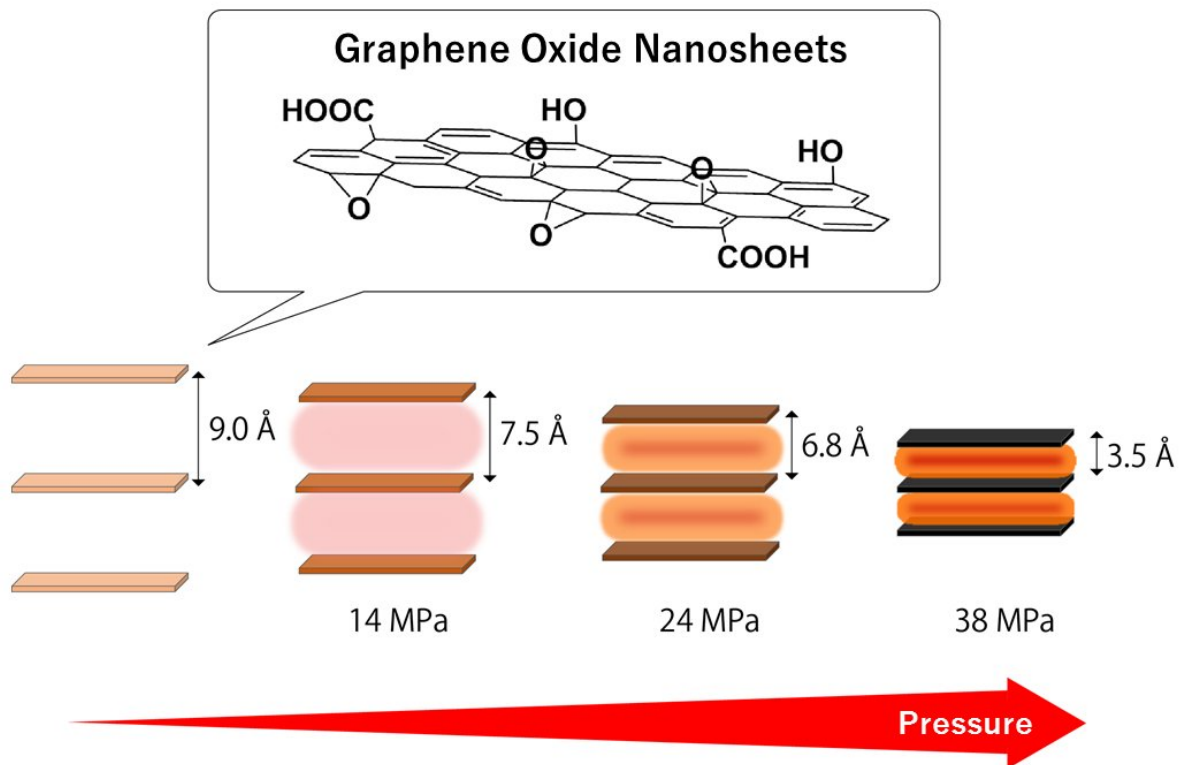 Graphene Oxide Nanosheets
HOOC
HO
O
O
HO
O
O
COOH
9.0 Å
7.5 Å
6.8 Å
3.5 Å
14 MPa
24 MPa
38 MPa
Pressure